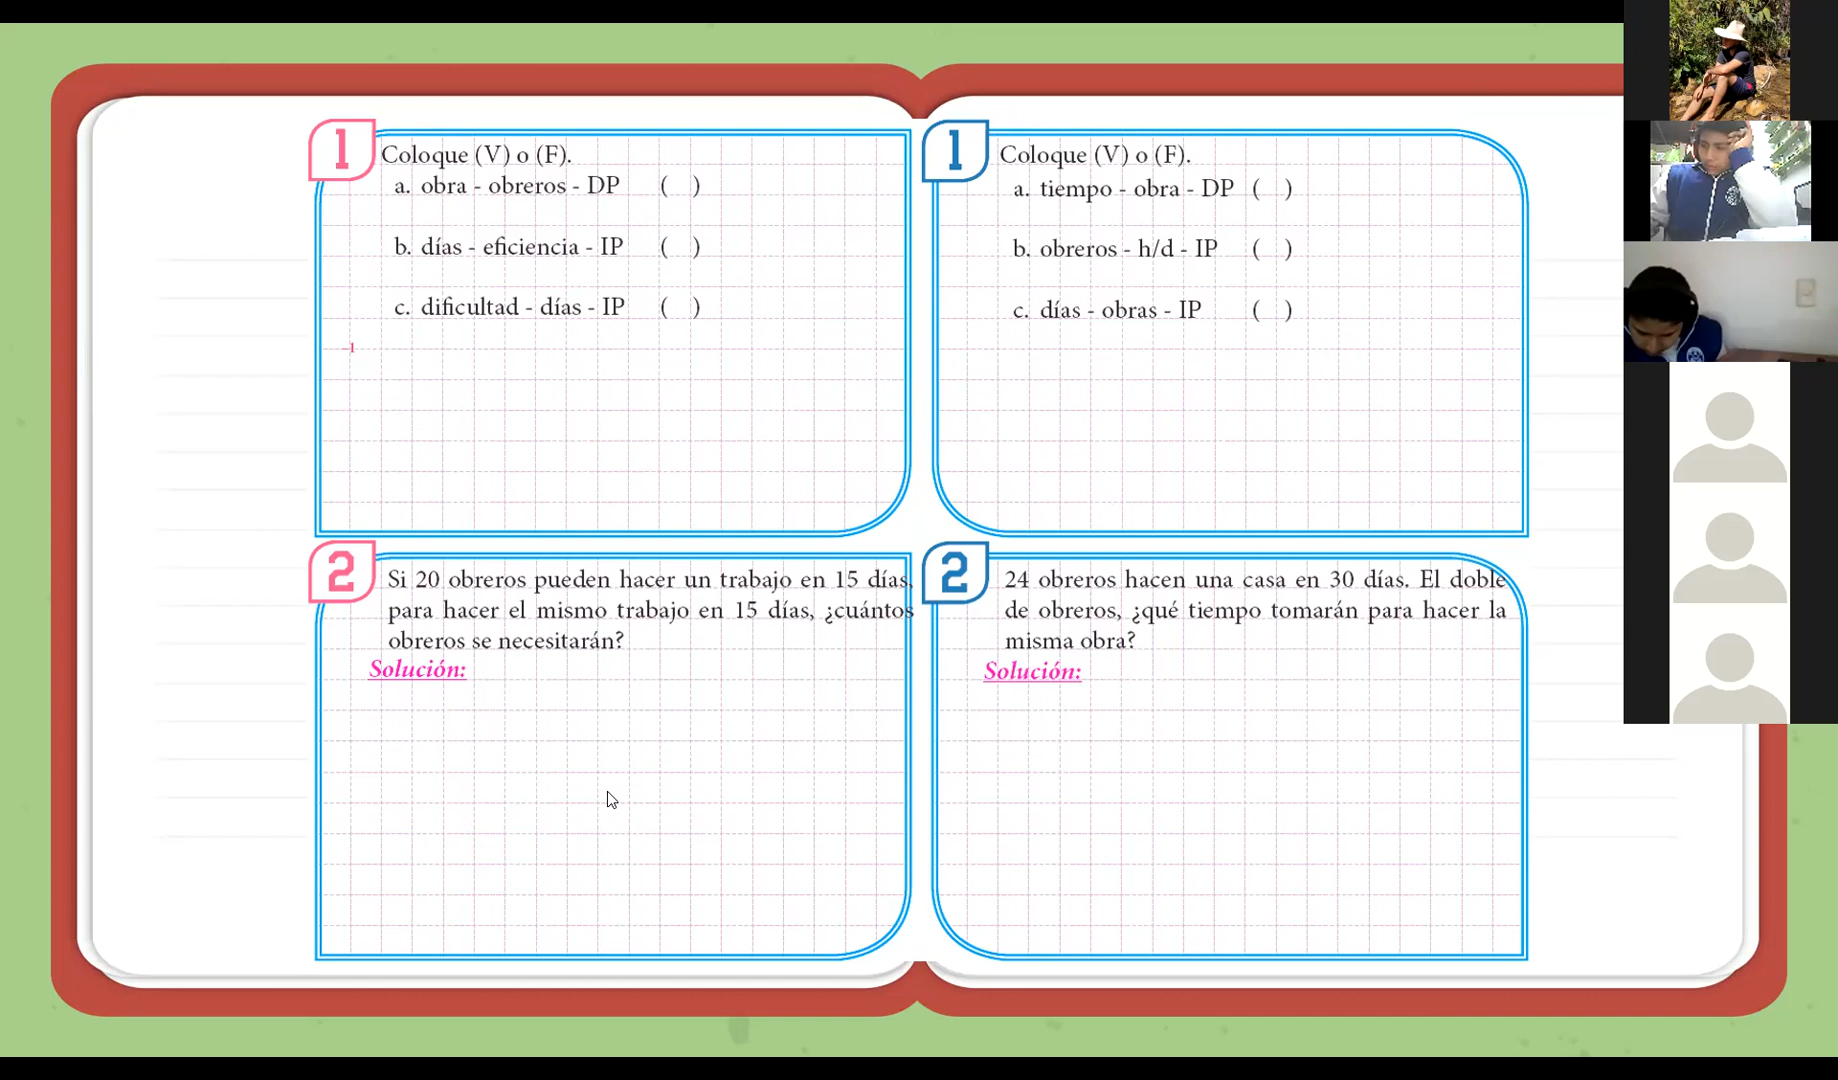 1
Coloque (V) o (F).
a. obra - obreros - DP ( )
b. días - eficiencia - IP ( )
c. dificultad - días - IP ( )
-1
1
Coloque (V) o (F).
a. tiempo - obra - DP ( )
b. obreros - h/d - IP ( )
c. días - obras - IP ( )
2
Si 20 obreros pueden hacer un trabajo en 15 días,
para hacer el mismo trabajo en 15 días, ¿cuántos
obreros se necesitarán?
Solución:
2
24 obreros hacen una casa en 30 días. El doble
de obreros, ¿qué tiempo tomarán para hacer la
misma obra?
Solución: